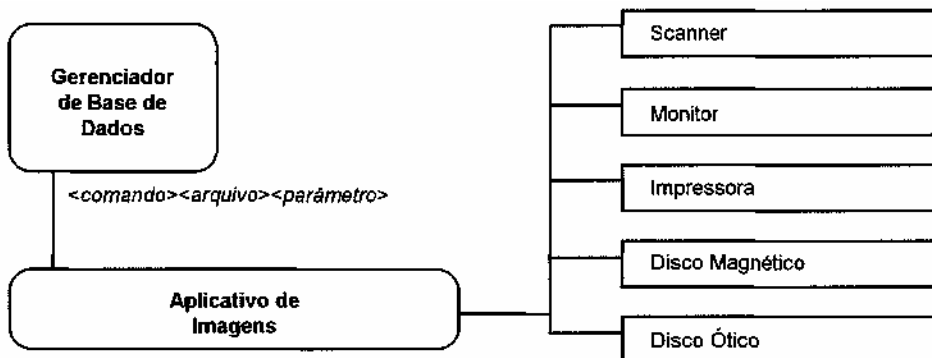 Gerenciador
de Base de
Dados
<comando><arquivo><parâmetro>
Aplicativo de
Imagens
Scanner
Monitor
Impressora
Disco Magnético
Disco Ótico